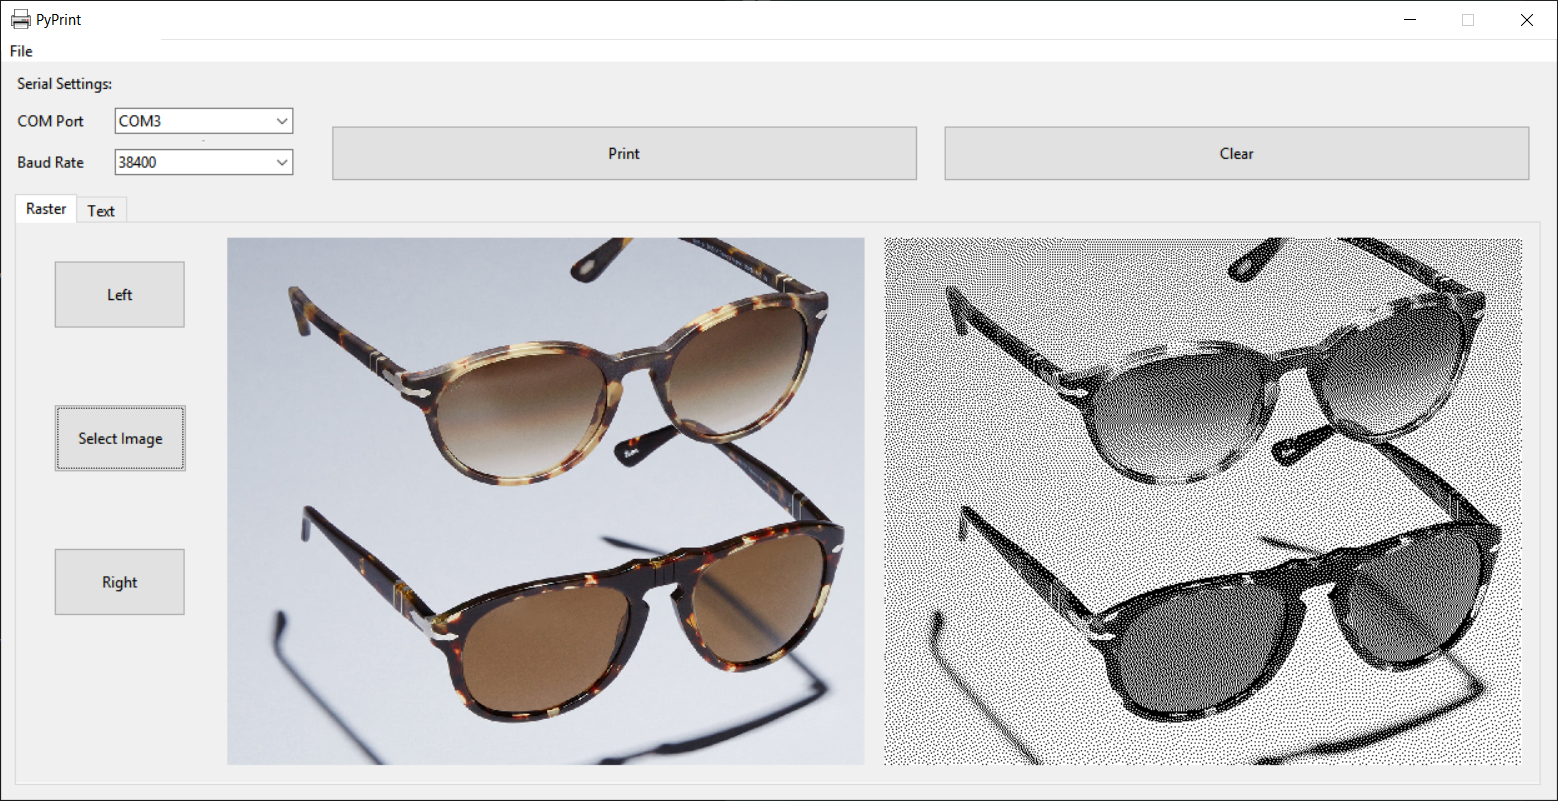 PyPrint
File
Serial Settings:
COM Port
COM3
Baud Rate
38400
Print
Clear
Raster
Text
Left
Select Image
Right